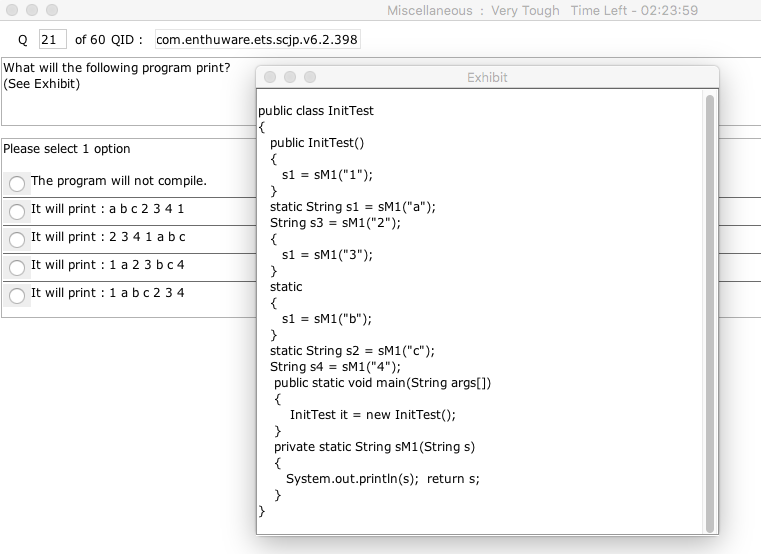 Miscellaneous : Very Tough Time Left - 02:23:59
Q 21 of 60 QID : com.enthuware.ets.scjp.v6.2.398
What will the following program print?
(See Exhibit)
Please select 1 option
The program will not compile.
It will print : a b c 2 3 4 1
It will print : 2 3 4 1 a b c
It will print : 1 a 2 3 b c 4
It will print : 1 a b c 2 3 4
Exhibit
public class InitTest
{
public InitTest()
{
s1 = sM1("1");
}
static String s1 = sM1("a");
String s3 = sM1("2");
{
s1 = sM1("3");
}
static
{
s1 = sM1("b");
}
static String s2 = sM1("c");
String s4 = sM1("4");
public static void main(String args[])
{
InitTest it = new InitTest();
}
private static String sM1(String s)
{
System.out.println(s); return s;
}
}